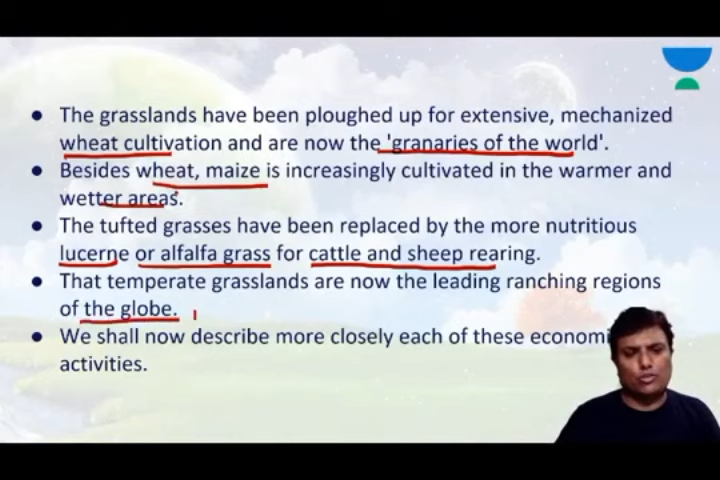 • The grasslands have been ploughed up for extensive, mechanized
wheat cultivation and are now the 'granaries of the world'.
• Besides wheat, maize is increasingly cultivated in the warmer and
wetter areas.
• The tufted grasses have been replaced by the more nutritious
lucerne or alfalfa grass for cattle and sheep rearing.
• That temperate grasslands are now the leading ranching regions
of the globe.
• We shall now describe more closely each of these economi
activities.